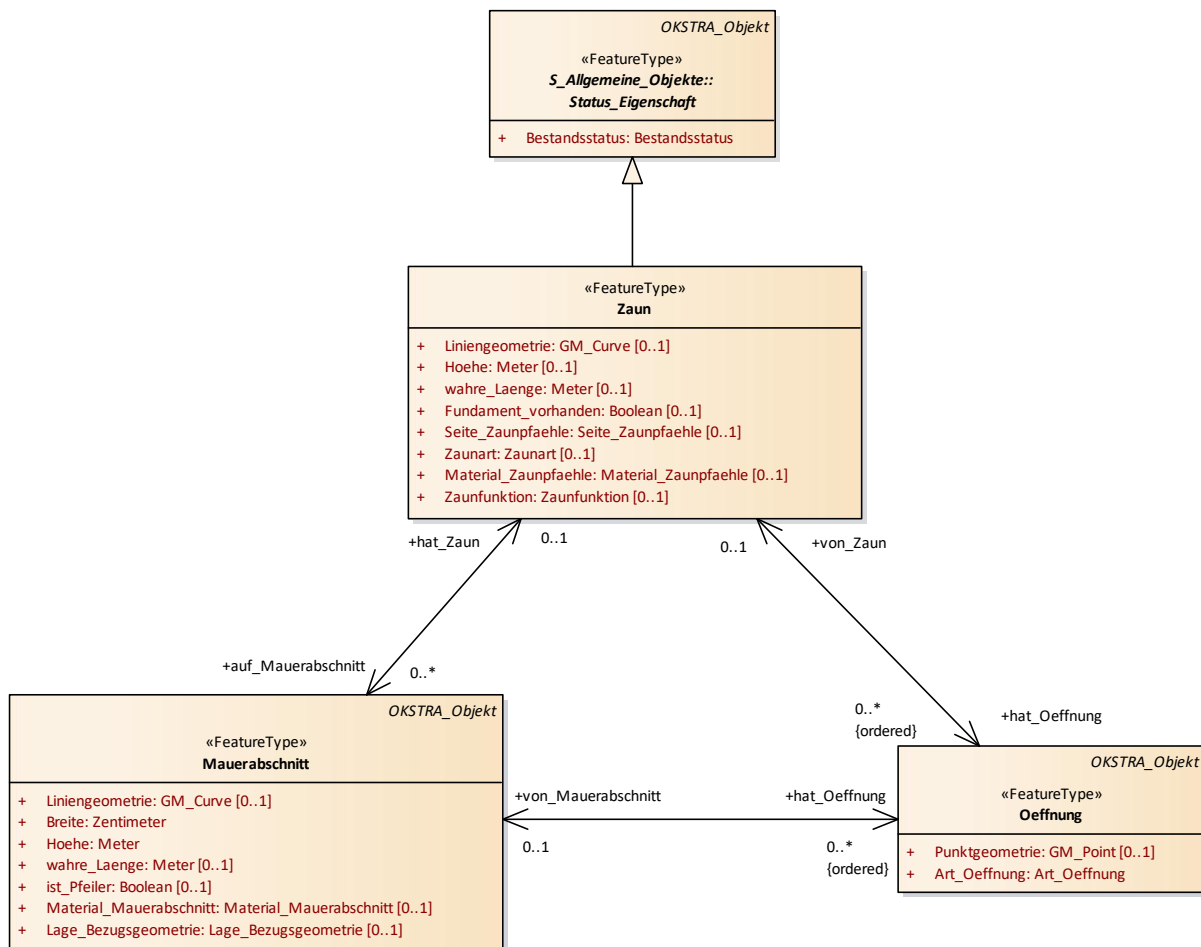 OKSTRA_Objekt
«FeatureType»
S_Allgemeine_Objekte::
Status_Eigenschaft
+ Bestandsstatus: Bestandsstatus
«FeatureType»
Zaun
+ Liniengeometrie: GM_Curve [0..1]
+ Hoehe: Meter [0..1]
+ wahre_Laenge: Meter [0..1]
+ Fundament_vorhanden: Boolean [0..1]
+ Seite_Zaunpfaehle: Seite_Zaunpfaehle [0..1]
+ Zaunart: Zaunart [0..1]
+ Material_Zaunpfaehle: Material_Zaunpfaehle [0..1]
+ Zaunfunktion: Zaunfunktion [0..1]
+hat_Zaun
0..1
0..1
+von_Zaun
+auf_Mauerabschnitt
0..*
0..*
{ordered}
+hat_Oeffnung
OKSTRA_Objekt
«FeatureType»
Mauerabschnitt
+ Liniengeometrie: GM_Curve [0..1]
+ Breite: Zentimeter
+ Hoehe: Meter
+ wahre_Laenge: Meter [0..1]
+ ist_Pfeiler: Boolean [0..1]
+ Material_Mauerabschnitt: Material_Mauerabschnitt [0..1]
+ Lage_Bezugsgeometrie: Lage_Bezugsgeometrie [0..1]
+von_Mauerabschnitt
0..1
+hat_Oeffnung
0..*
{ordered}
OKSTRA_Objekt
«FeatureType»
Oeffnung
+ Punktgeometrie: GM_Point [0..1]
+ Art_Oeffnung: Art_Oeffnung